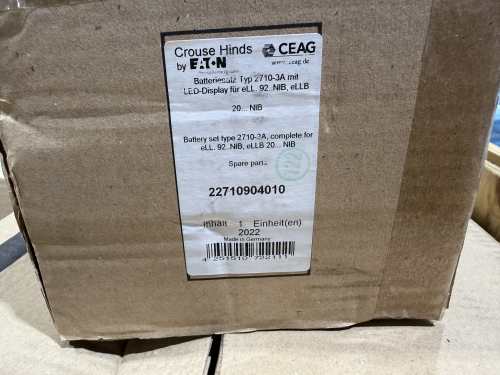 Crouse Hinds
by EATON
CEAG
www.ceag.de
Batteriesatz Typ 2710-3A mit
LED-Display für eLL. 92. NIB, eLLB
20... NIB
Battery set type 2710-3A, complete for
eLL. 92..NIB, eLLB 20... NIB
Spare parts
22710904010
Inhalt 1 Einheit(en)
2022
Made in Germany